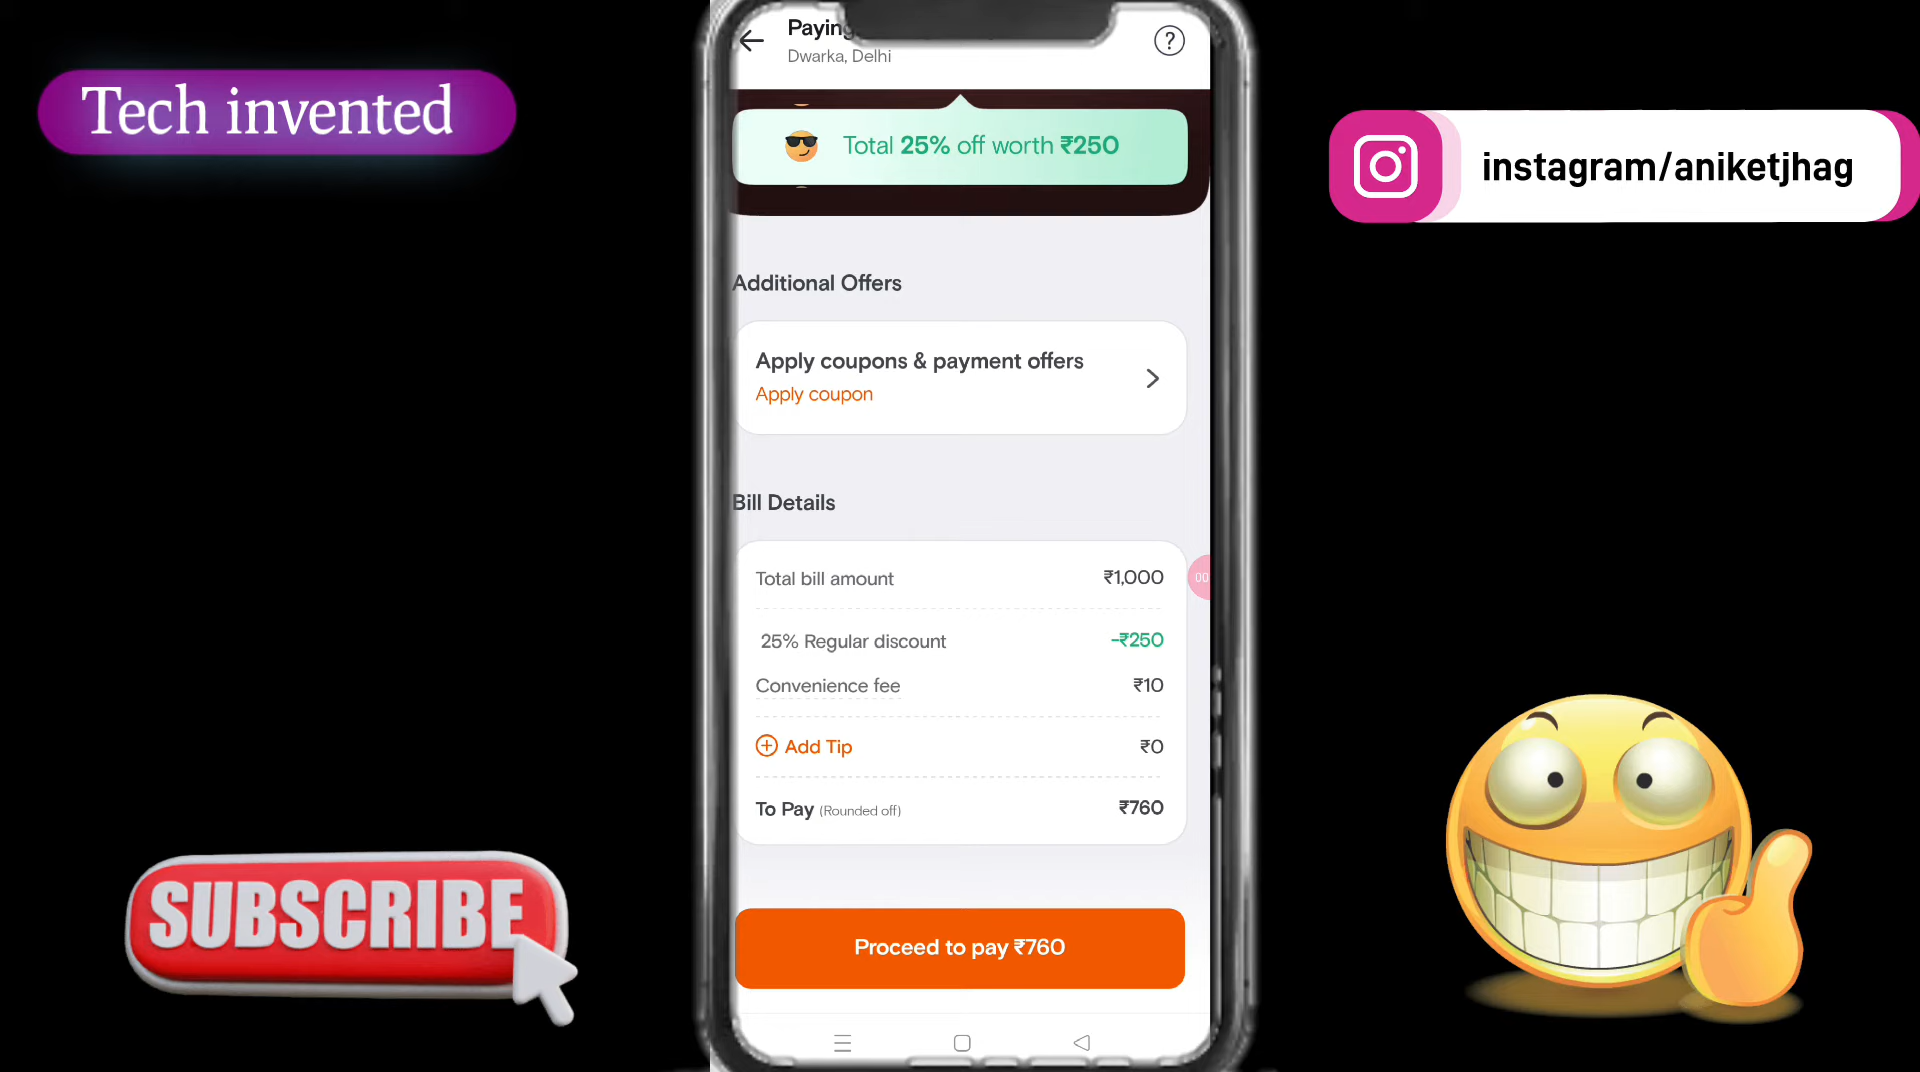 Tech invented
Paying
Dwarka, Delhi
?
Total 25% off worth ₹250
instagram/aniketjhag
Additional Offers
Apply coupons & payment offers
Apply coupon
Bill Details
Total bill amount ₹1,000
00
25% Regular discount -₹250
Convenience fee ₹10
Add Tip ₹0
To Pay (Rounded off) ₹760
SUBSCRIBE
Proceed to pay ₹760